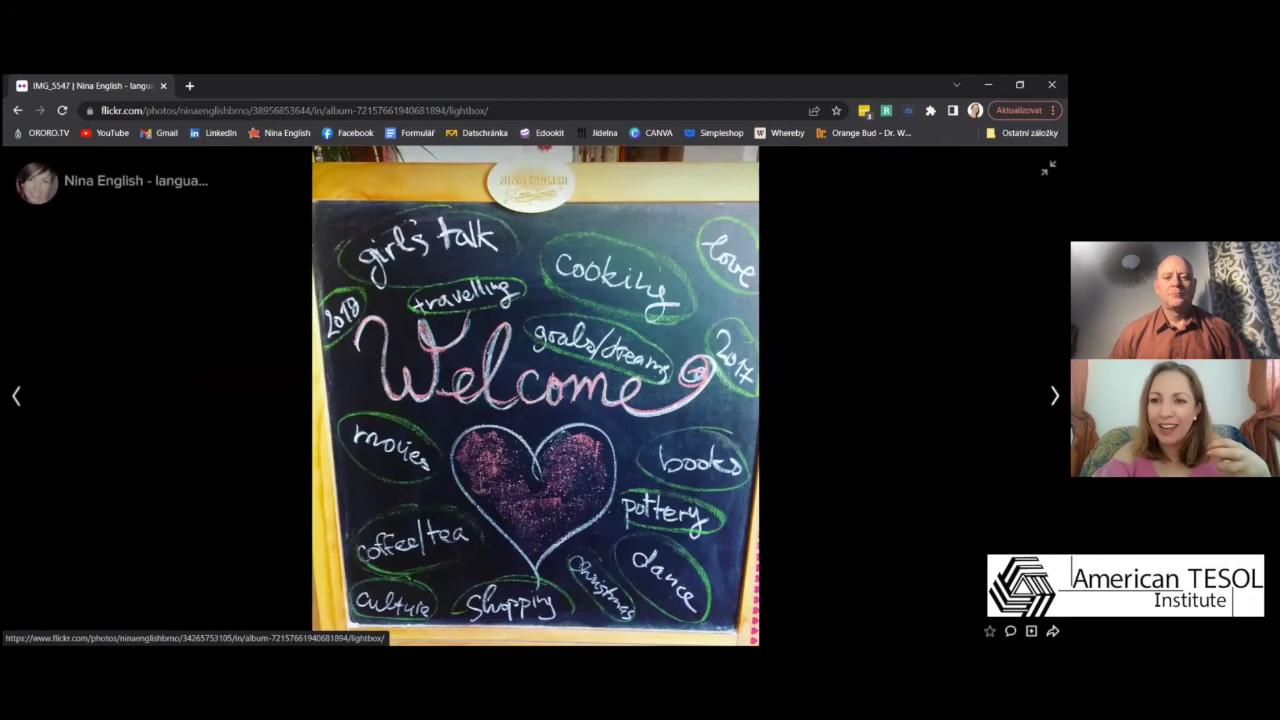 IMG_5547 | Nina English - langua
flickr.com/photos/ninaenglishbrno/38956853644/in/album-72157661940681894/lightbox/
Aktualizovat
ORORO.TV YouTube Gmail LinkedIn Nina English Facebook Formulář Datschránka Edookit Jídelna CANVA Simpleshop Whereby Orange Bud - Dr. W... Ostatní záložky
Nina English - langua...
NINA ENGLISH
girl's talk
cooking
love
2018
travelling
goals/dreams
2017
Welcome
movies
books
pottery
coffee/tea
dance
Christmas
culture
shopping
American TESOL
Institute
https://www.flickr.com/photos/ninaenglishbrno/34265753105/in/album-72157661940681894/lightbox/